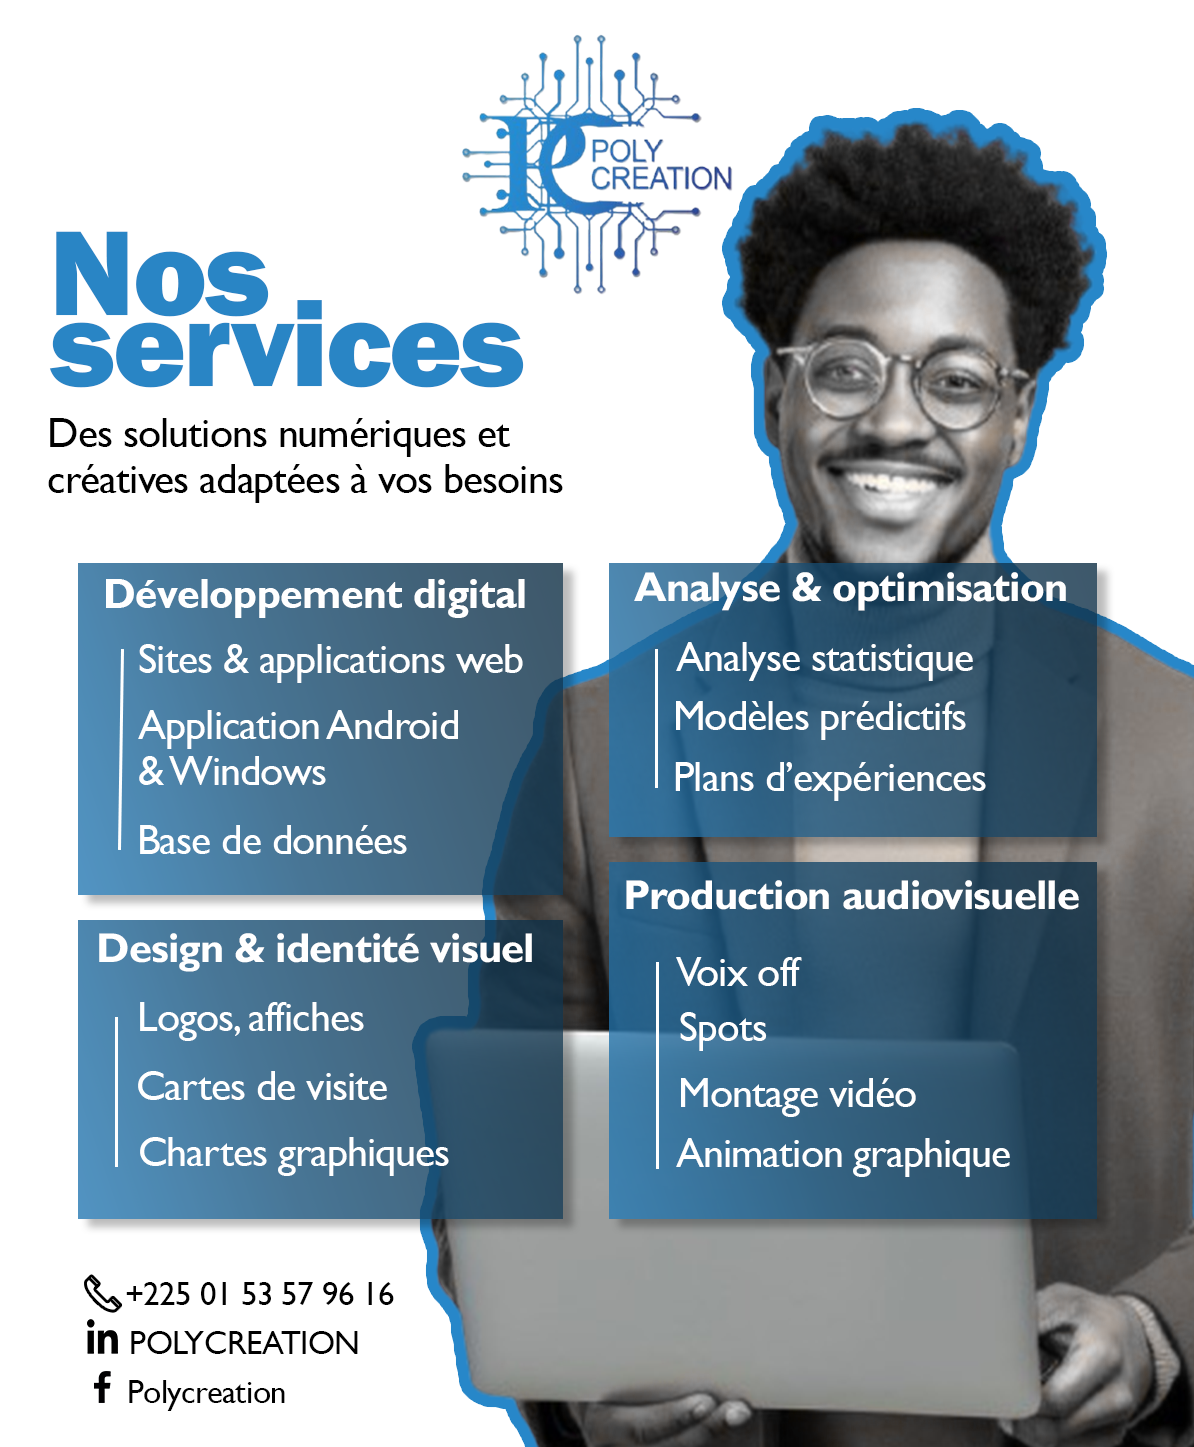 PC
POLY
CREATION
Nos
services
Des solutions numériques et
créatives adaptées à vos besoins
Développement digital
Sites & applications web
Application Android
& Windows
Base de données
Analyse & optimisation
Analyse statistique
Modèles prédictifs
Plans d’expériences
Design & identité visuel
Logos, affiches
Cartes de visite
Chartes graphiques
Production audiovisuelle
Voix off
Spots
Montage vidéo
Animation graphique
+225 01 53 57 96 16
in POLYCREATION
f Polycreation